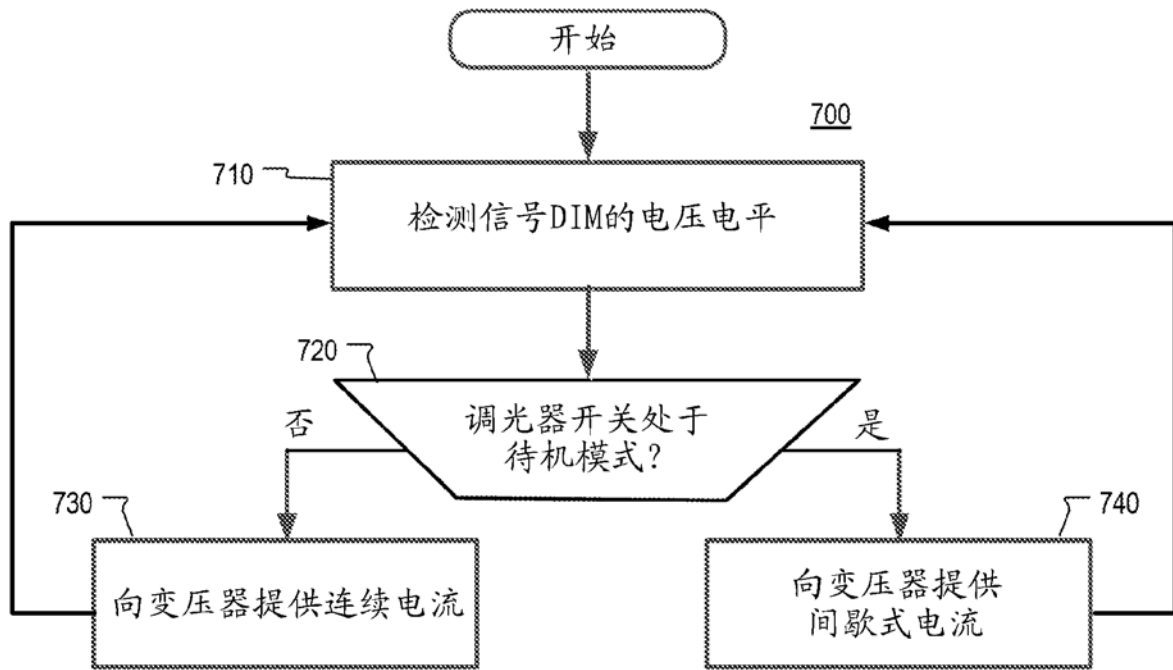 开始
700
710
检测信号DIM的电压电平
720
调光器开关处于
待机模式？
否
是
730
向变压器提供连续电流
740
向变压器提供
间歇式电流